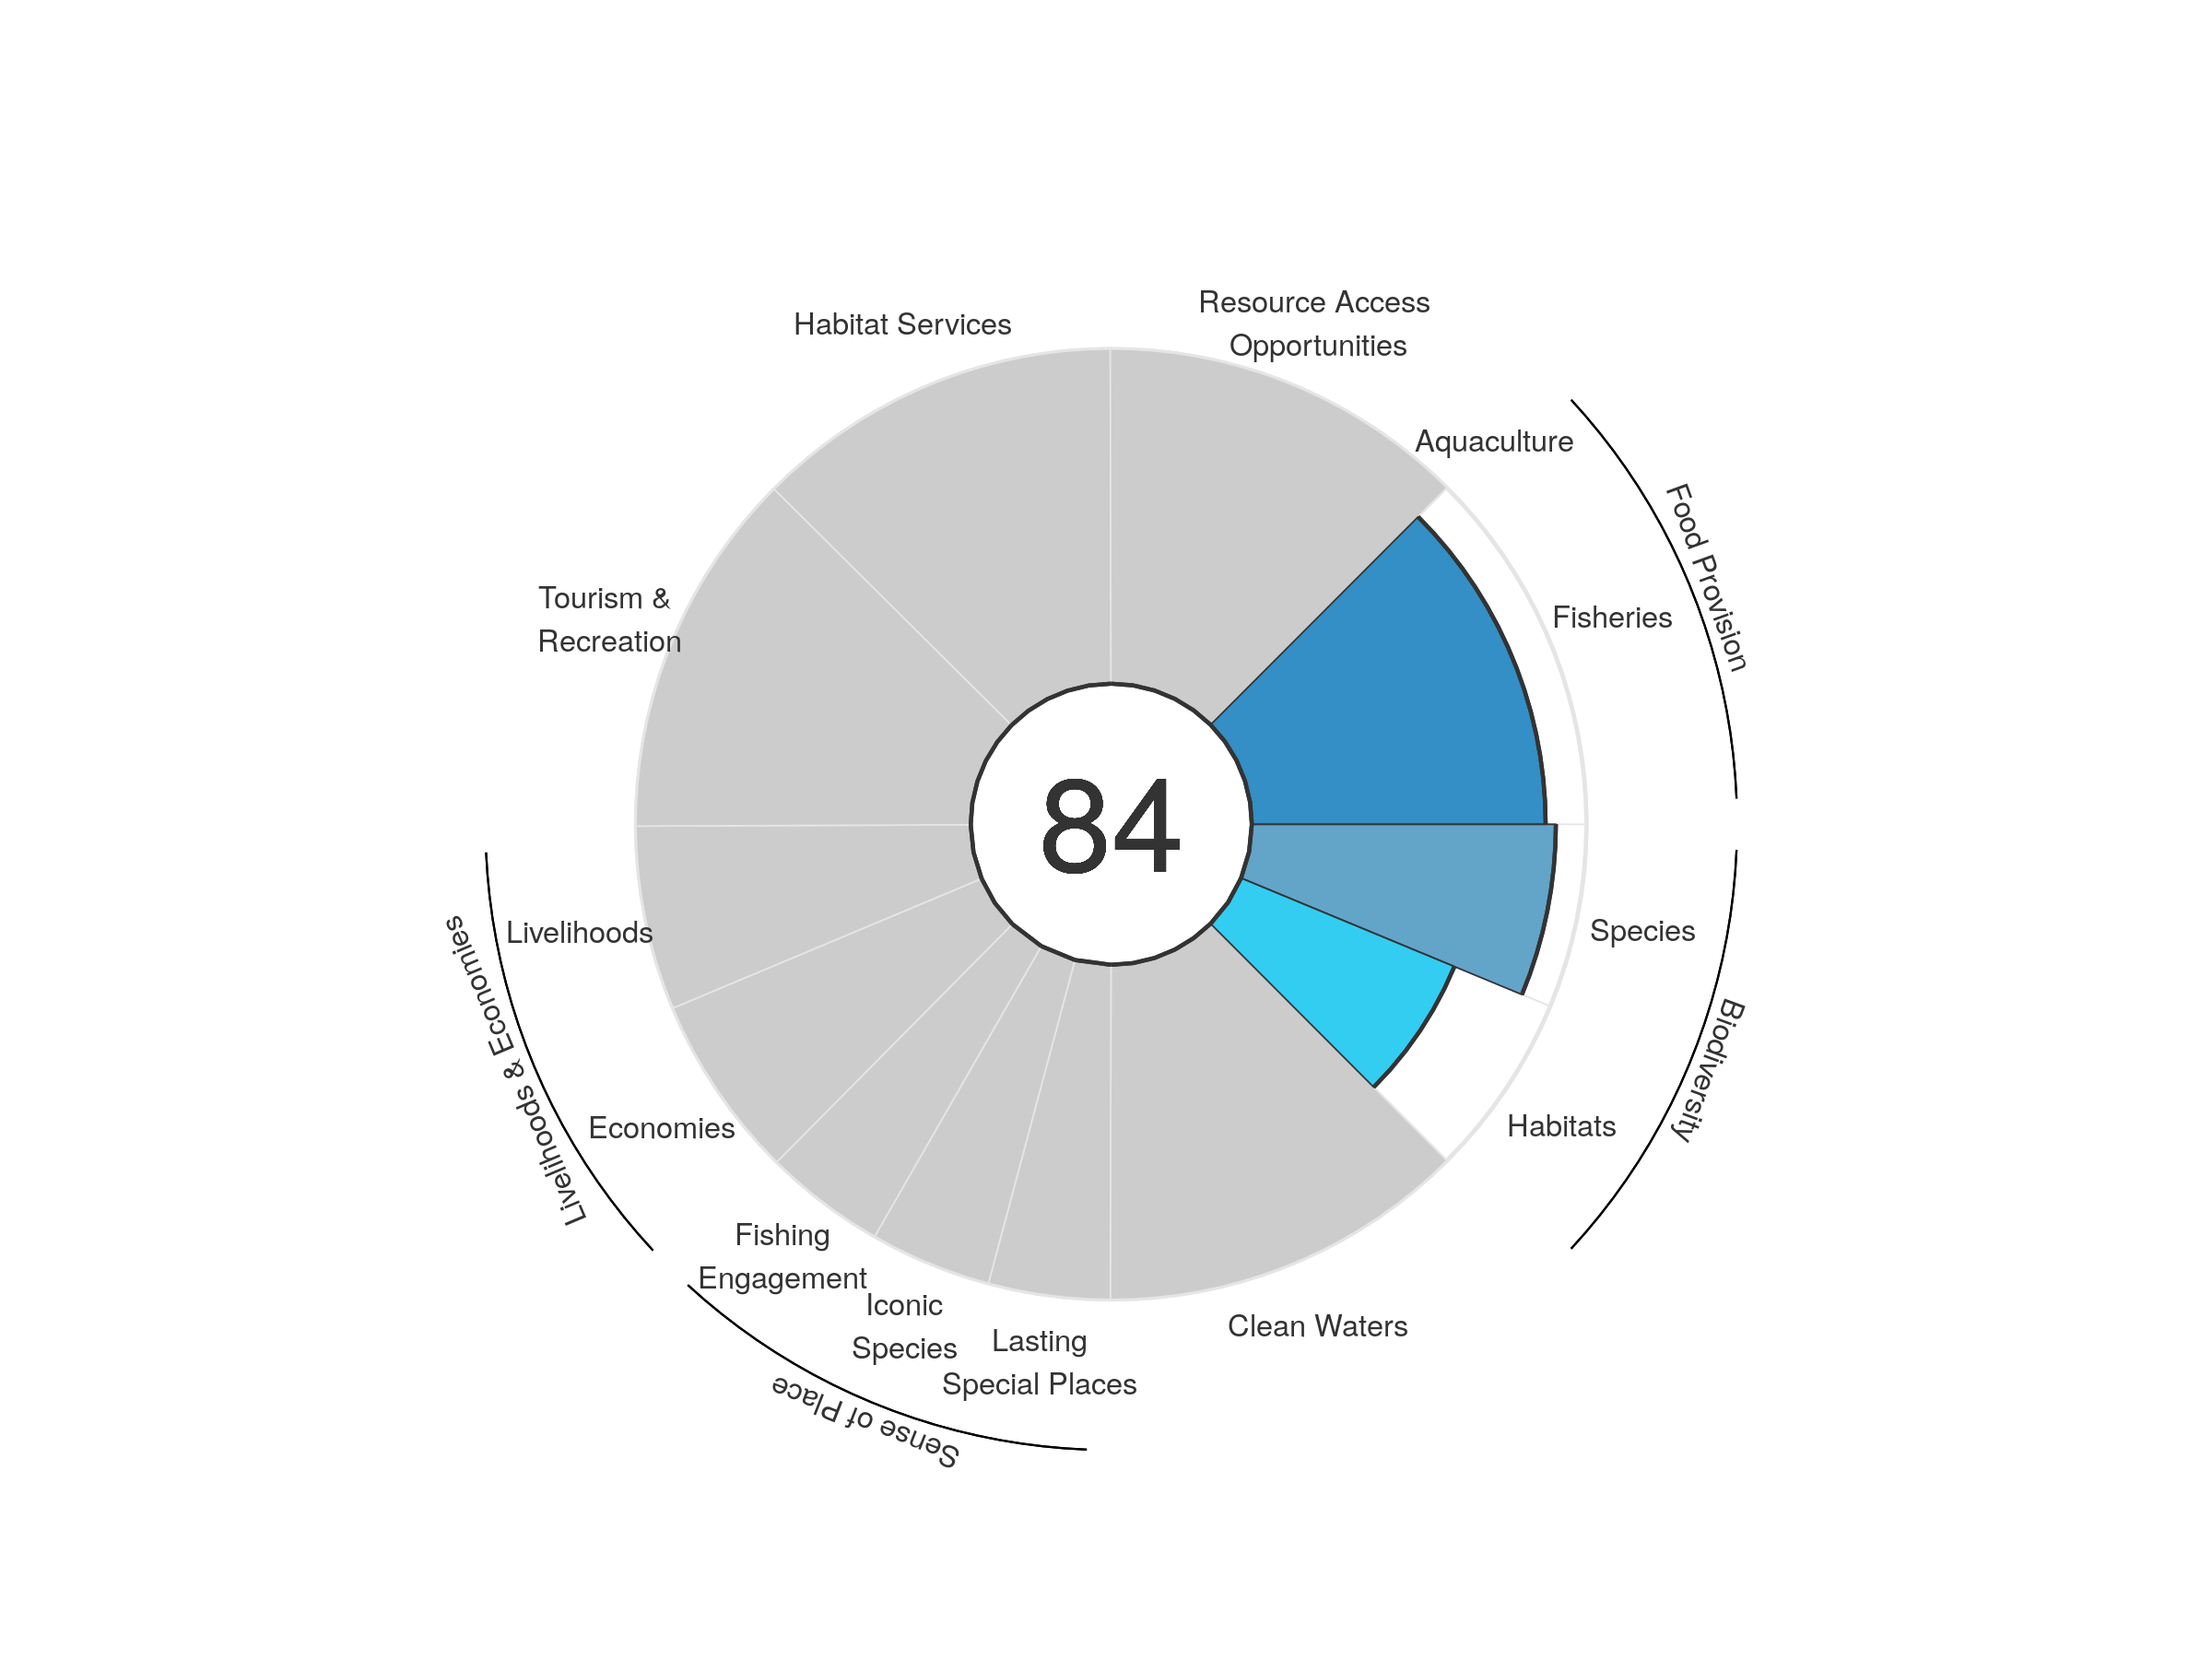 Resource Access
Opportunities
Habitat Services
Aquaculture
Food Provision
Fisheries
Tourism &
Recreation
84
Species
Livelihoods
Livelihoods & Economies
Biodiversity
Habitats
Economies
Fishing
Engagement
Iconic
Species
Lasting
Special Places
Clean Waters
Sense of Place